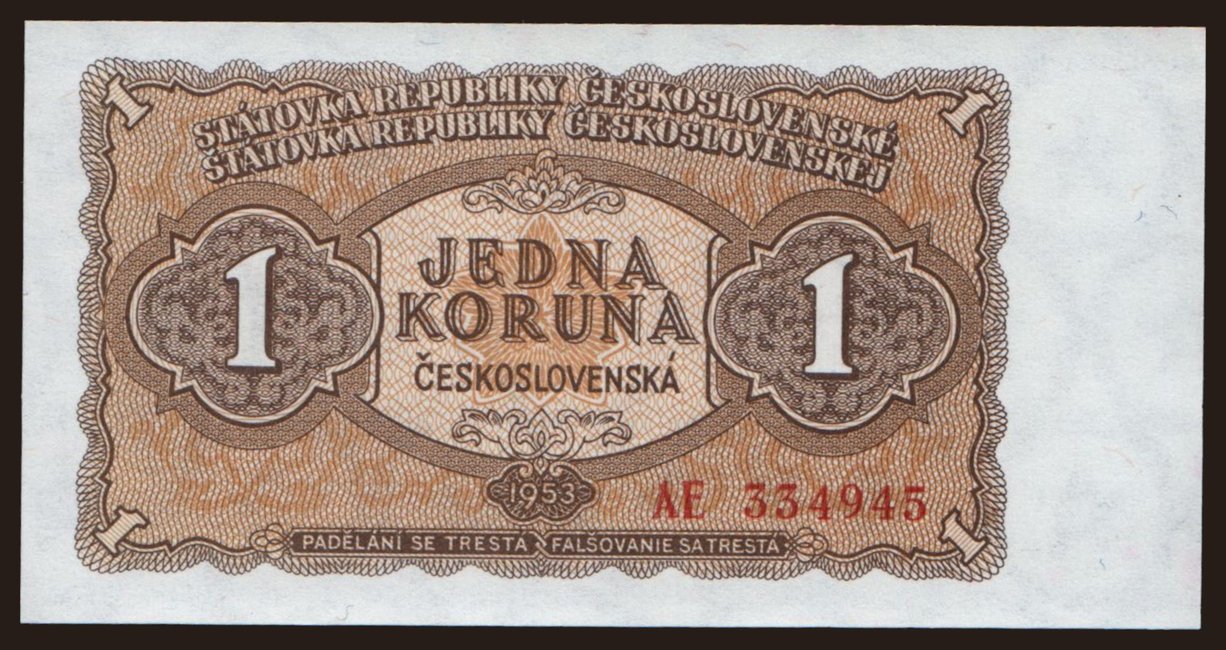 1 1
STÁTOVKA REPUBLIKY ČESKOSLOVENSKÉ
ŠTÁTOVKA REPUBLIKY ČESKOSLOVENSKEJ
1 JEDNA 1
KORUNA
ČESKOSLOVENSKÁ
1953
AE 334945
1 PADĚLÁNÍ SE TRESTÁ FALŠOVANIE SA TRESTÁ 1